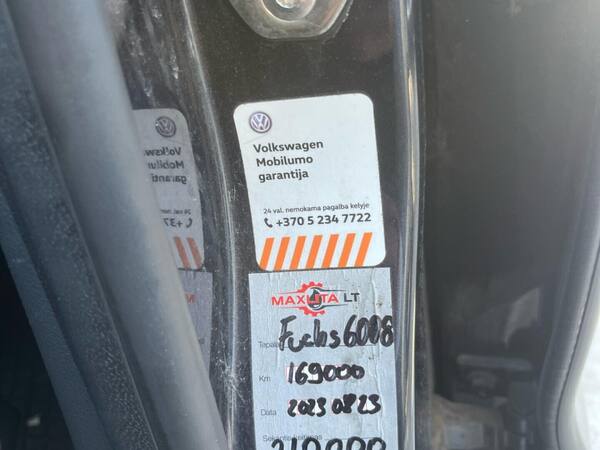 Volkswagen
Mobilumo
garantija
24 val. nemokama pagalba kelyje
+370 5 234 7722
MAXLITA LT
Tepalai Fuchs 6008
Km 169000
Data 2023 08 23